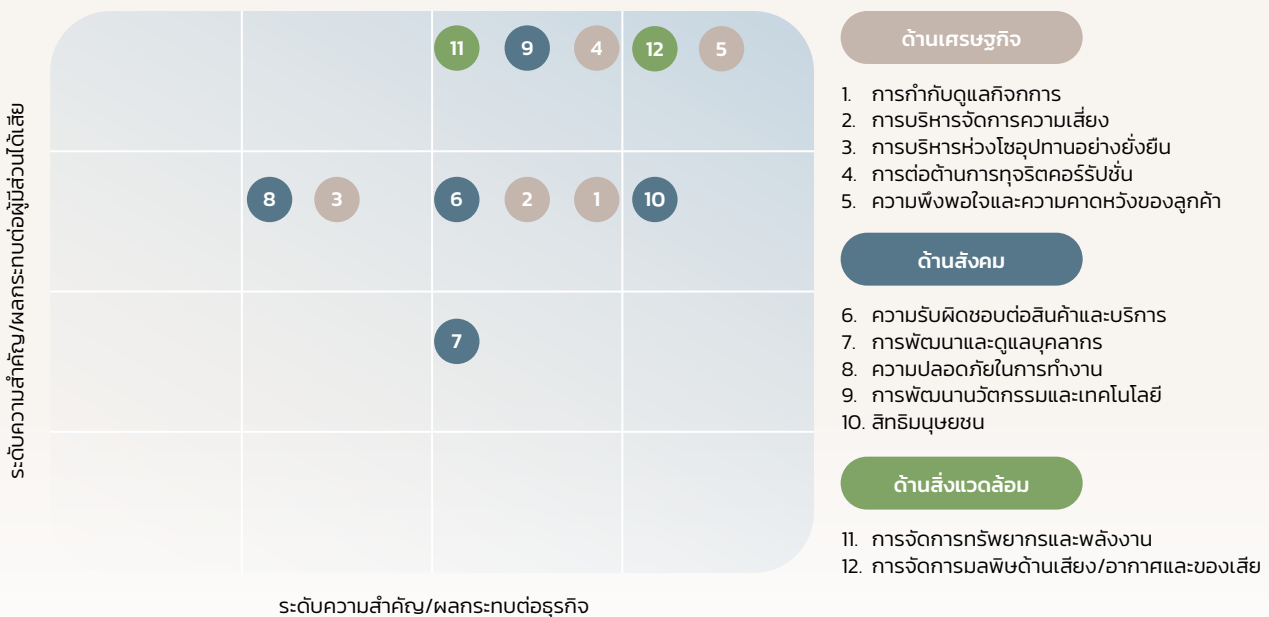 ระดับความสำคัญ/ผลกระทบต่อผู้มีส่วนได้เสีย
11 9 4 12 5
8 3 6 2 1 10
7
ระดับความสำคัญ/ผลกระทบต่อธุรกิจ
ด้านเศรษฐกิจ
1. การกำกับดูแลกิจกการ
2. การบริหารจัดการความเสี่ยง
3. การบริหารห่วงโซ่อุปทานอย่างยั่งยืน
4. การต่อต้านการทุจริตคอร์รัปชั่น
5. ความพึงพอใจและความคาดหวังของลูกค้า
ด้านสังคม
6. ความรับผิดชอบต่อสินค้าและบริการ
7. การพัฒนาและดูแลบุคลากร
8. ความปลอดภัยในการทำงาน
9. การพัฒนานวัตกรรมและเทคโนโลยี
10. สิทธิมนุษยชน
ด้านสิ่งแวดล้อม
11. การจัดการทรัพยากรและพลังงาน
12. การจัดการมลพิษด้านเสียง/อากาศและของเสีย